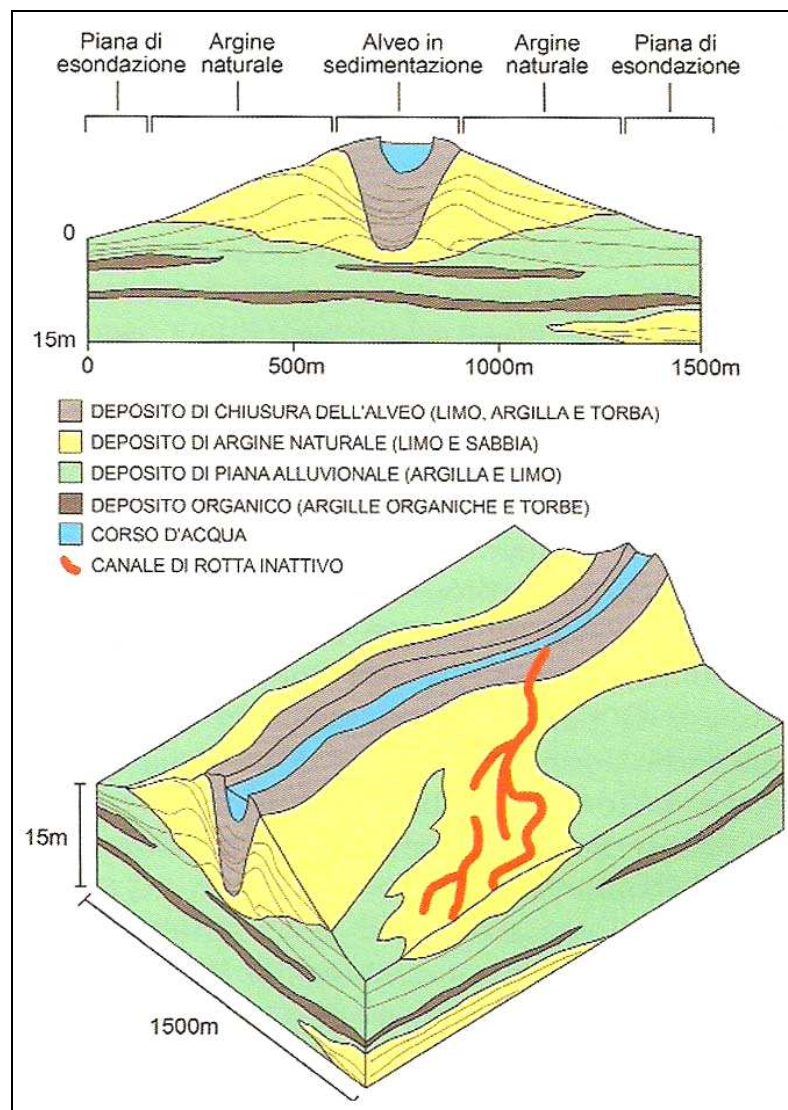 Piana di esondazione
Argine naturale
Alveo in sedimentazione
Argine naturale
Piana di esondazione
0
15m
0 500m 1000m 1500m
DEPOSITO DI CHIUSURA DELL'ALVEO (LIMO, ARGILLA E TORBA)
DEPOSITO DI ARGINE NATURALE (LIMO E SABBIA)
DEPOSITO DI PIANA ALLUVIONALE (ARGILLA E LIMO)
DEPOSITO ORGANICO (ARGILLE ORGANICHE E TORBE)
CORSO D'ACQUA
CANALE DI ROTTA INATTIVO
15m
1500m